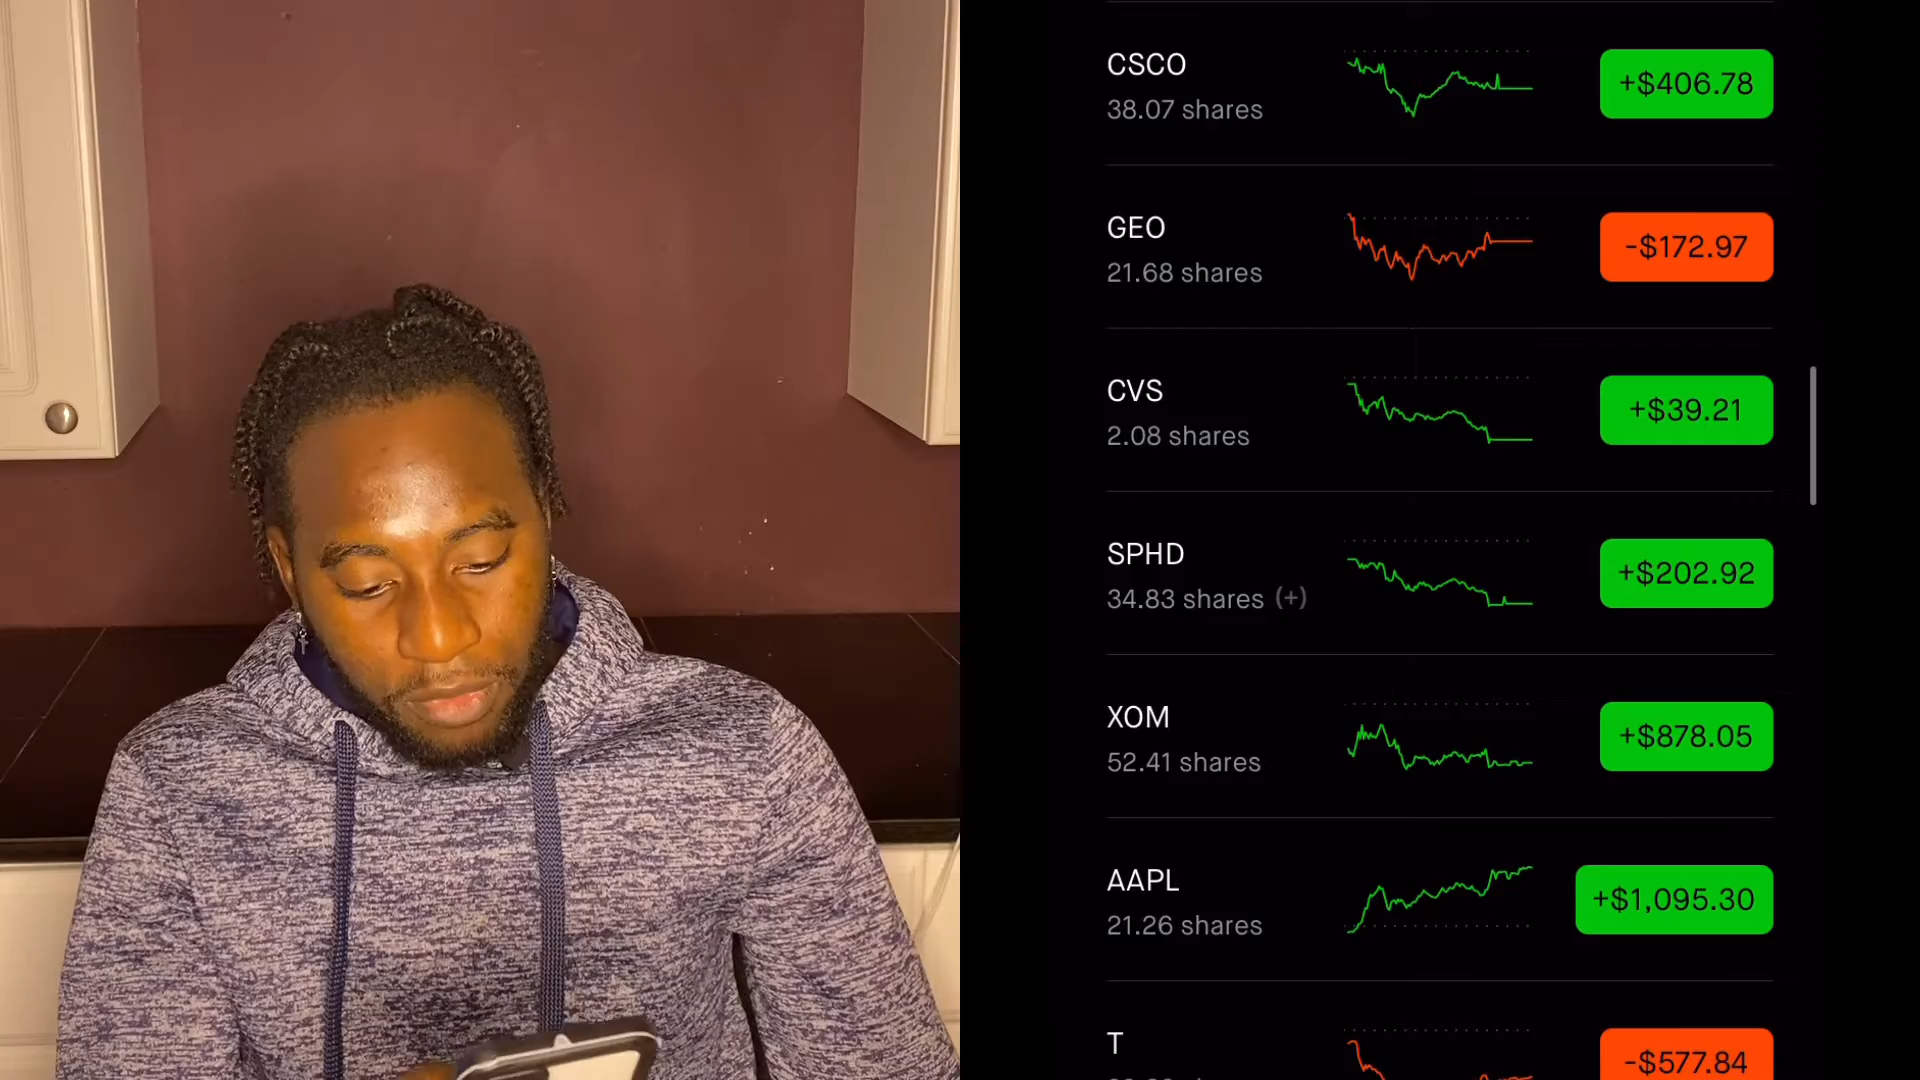 CSCO
38.07 shares
+$406.78
GEO
21.68 shares
-$172.97
CVS
2.08 shares
+$39.21
SPHD
34.83 shares (+)
+$202.92
XOM
52.41 shares
+$878.05
AAPL
21.26 shares
+$1,095.30
T
-$577.84